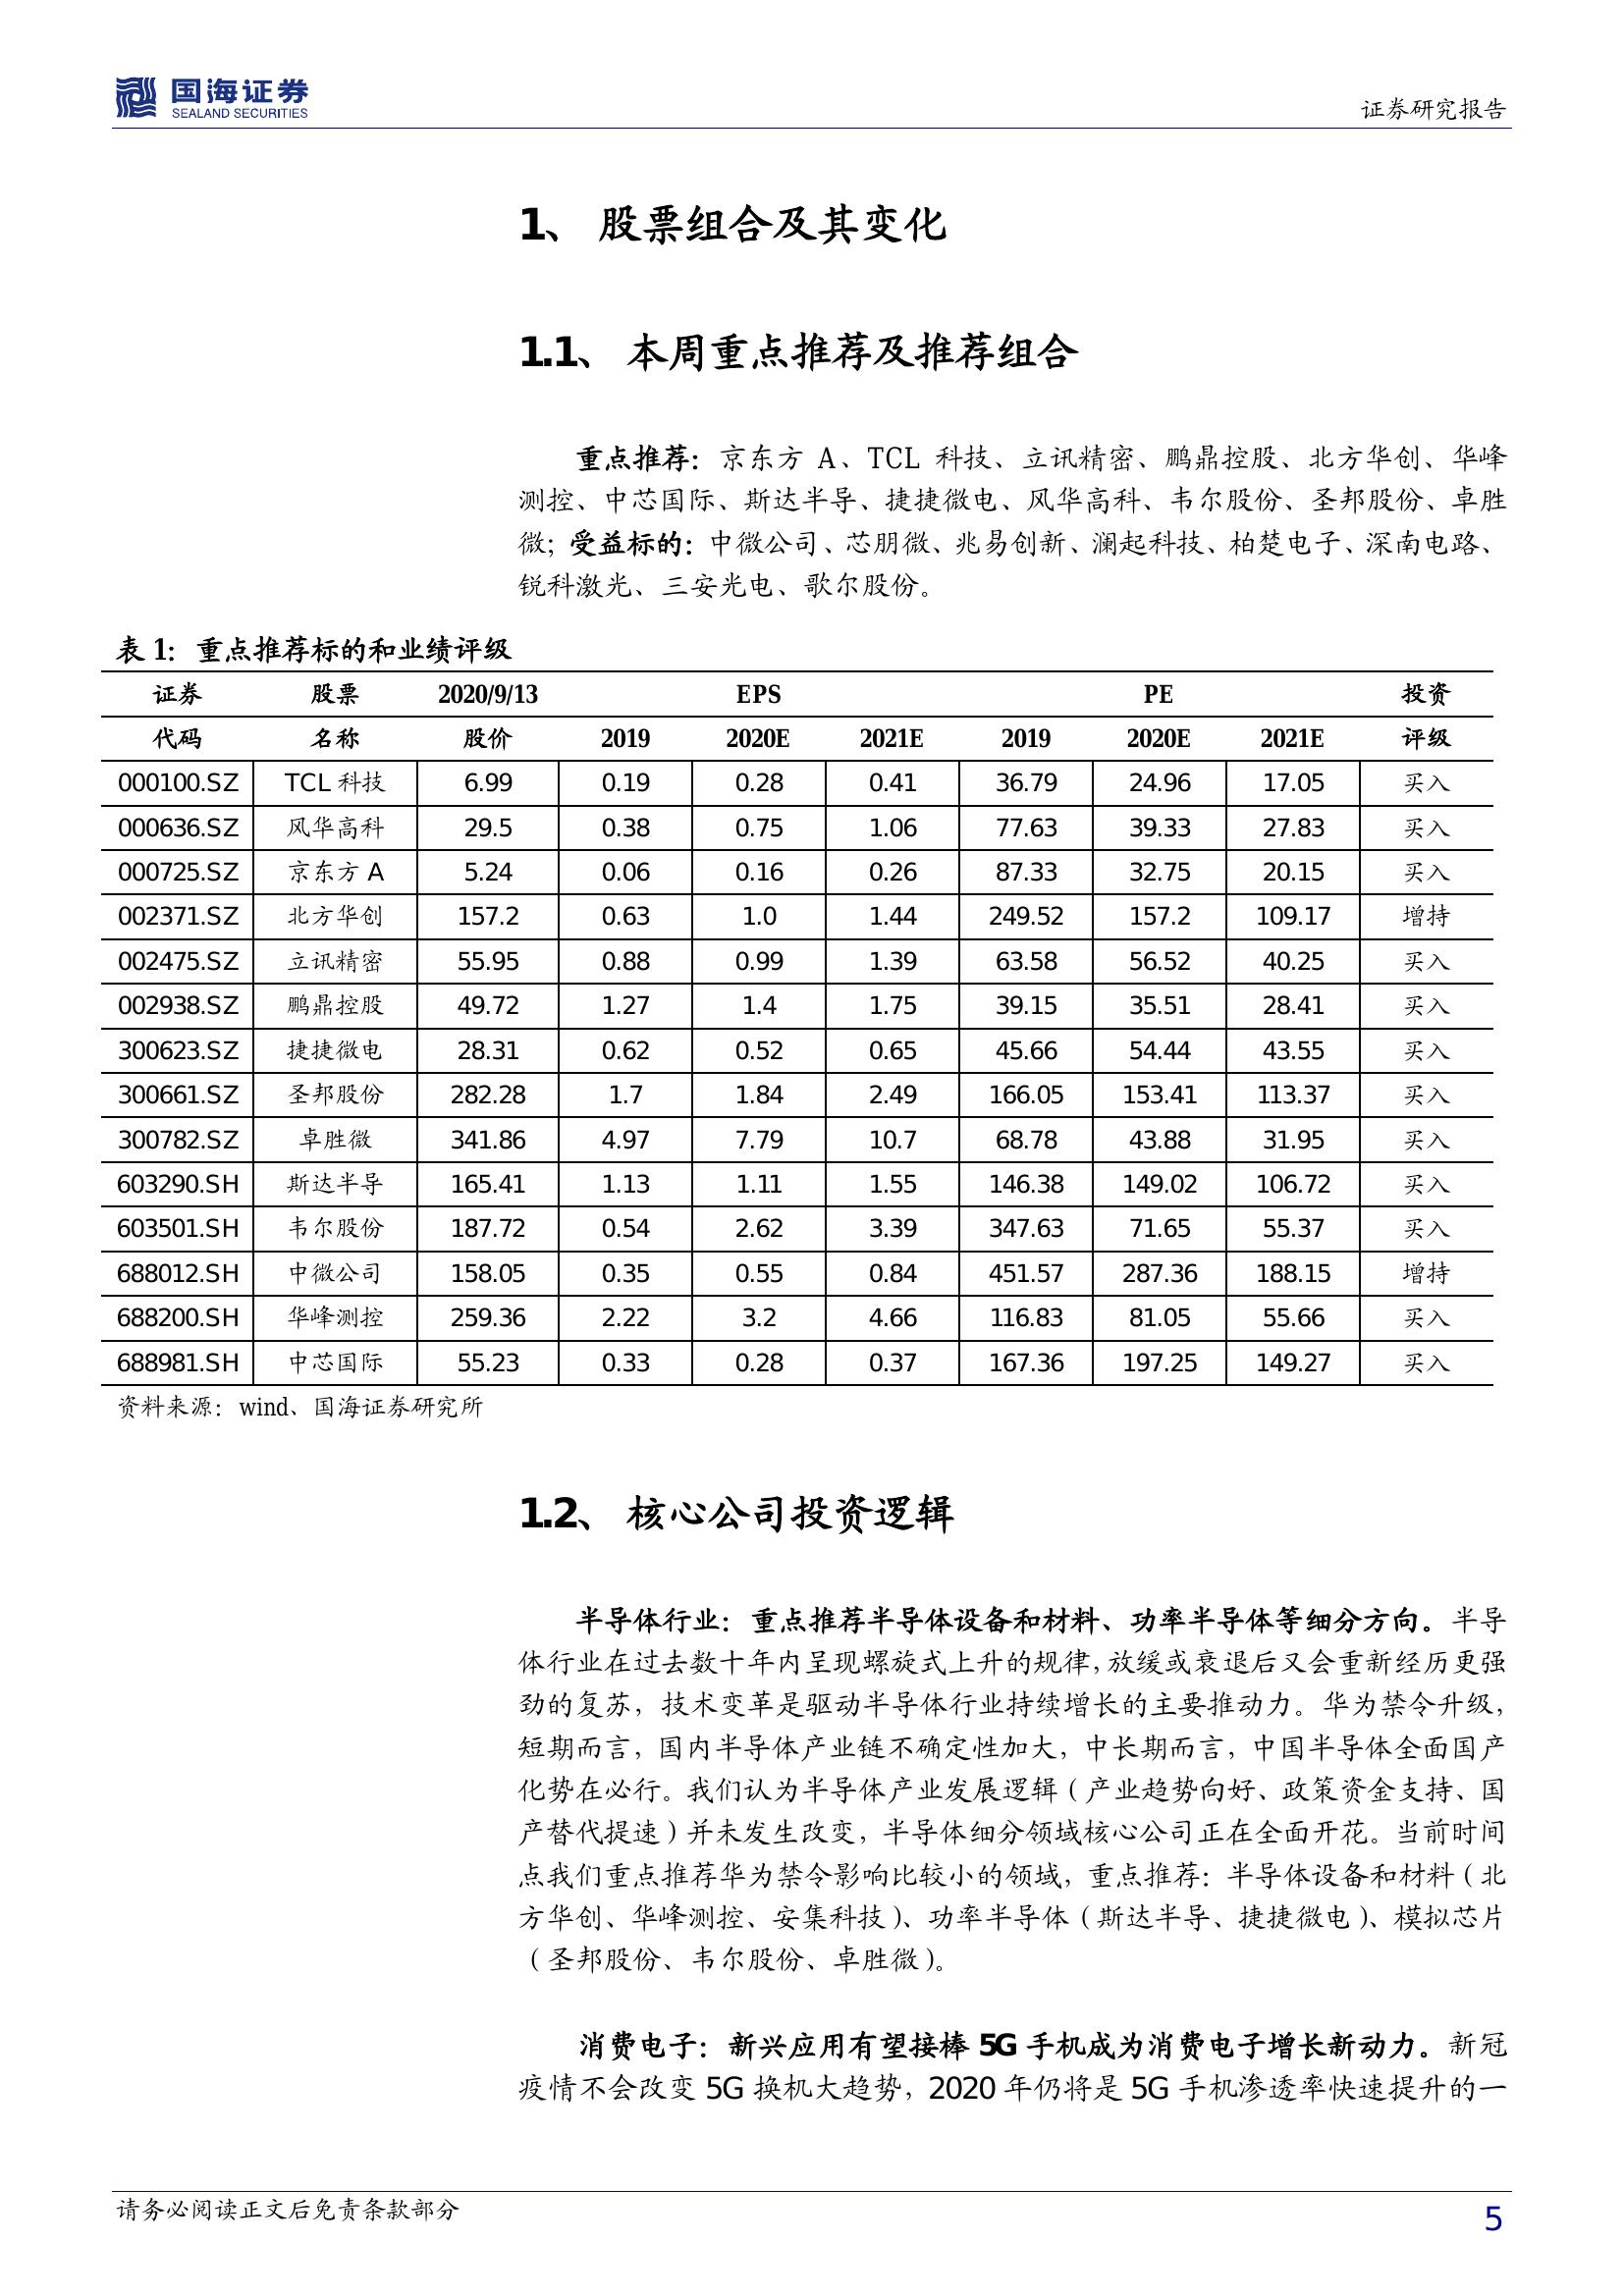 国海证券
SEALAND SECURITIES
证券研究报告
1、 股票组合及其变化
1.1、 本周重点推荐及推荐组合
重点推荐：京东方 A、TCL 科技、立讯精密、鹏鼎控股、北方华创、华峰
测控、中芯国际、斯达半导、捷捷微电、风华高科、韦尔股份、圣邦股份、卓胜
微；受益标的：中微公司、芯朋微、兆易创新、澜起科技、柏楚电子、深南电路、
锐科激光、三安光电、歌尔股份。
表 1：重点推荐标的和业绩评级
证券 股票 2020/9/13 EPS PE 投资
代码 名称 股价 2019 2020E 2021E 2019 2020E 2021E 评级
000100.SZ TCL 科技 6.99 0.19 0.28 0.41 36.79 24.96 17.05 买入
000636.SZ 风华高科 29.5 0.38 0.75 1.06 77.63 39.33 27.83 买入
000725.SZ 京东方 A 5.24 0.06 0.16 0.26 87.33 32.75 20.15 买入
002371.SZ 北方华创 157.2 0.63 1.0 1.44 249.52 157.2 109.17 增持
002475.SZ 立讯精密 55.95 0.88 0.99 1.39 63.58 56.52 40.25 买入
002938.SZ 鹏鼎控股 49.72 1.27 1.4 1.75 39.15 35.51 28.41 买入
300623.SZ 捷捷微电 28.31 0.62 0.52 0.65 45.66 54.44 43.55 买入
300661.SZ 圣邦股份 282.28 1.7 1.84 2.49 166.05 153.41 113.37 买入
300782.SZ 卓胜微 341.86 4.97 7.79 10.7 68.78 43.88 31.95 买入
603290.SH 斯达半导 165.41 1.13 1.11 1.55 146.38 149.02 106.72 买入
603501.SH 韦尔股份 187.72 0.54 2.62 3.39 347.63 71.65 55.37 买入
688012.SH 中微公司 158.05 0.35 0.55 0.84 451.57 287.36 188.15 增持
688200.SH 华峰测控 259.36 2.22 3.2 4.66 116.83 81.05 55.66 买入
688981.SH 中芯国际 55.23 0.33 0.28 0.37 167.36 197.25 149.27 买入
资料来源：wind、国海证券研究所
1.2、 核心公司投资逻辑
半导体行业：重点推荐半导体设备和材料、功率半导体等细分方向。半导
体行业在过去数十年内呈现螺旋式上升的规律，放缓或衰退后又会重新经历更强
劲的复苏，技术变革是驱动半导体行业持续增长的主要推动力。华为禁令升级，
短期而言，国内半导体产业链不确定性加大，中长期而言，中国半导体全面国产
化势在必行。我们认为半导体产业发展逻辑（产业趋势向好、政策资金支持、国
产替代提速）并未发生改变，半导体细分领域核心公司正在全面开花。当前时间
点我们重点推荐华为禁令影响比较小的领域，重点推荐：半导体设备和材料（北
方华创、华峰测控、安集科技）、功率半导体（斯达半导、捷捷微电）、模拟芯片
（圣邦股份、韦尔股份、卓胜微）。
消费电子：新兴应用有望接棒 5G 手机成为消费电子增长新动力。新冠
疫情不会改变 5G 换机大趋势，2020 年仍将是 5G 手机渗透率快速提升的一
请务必阅读正文后免责条款部分
5